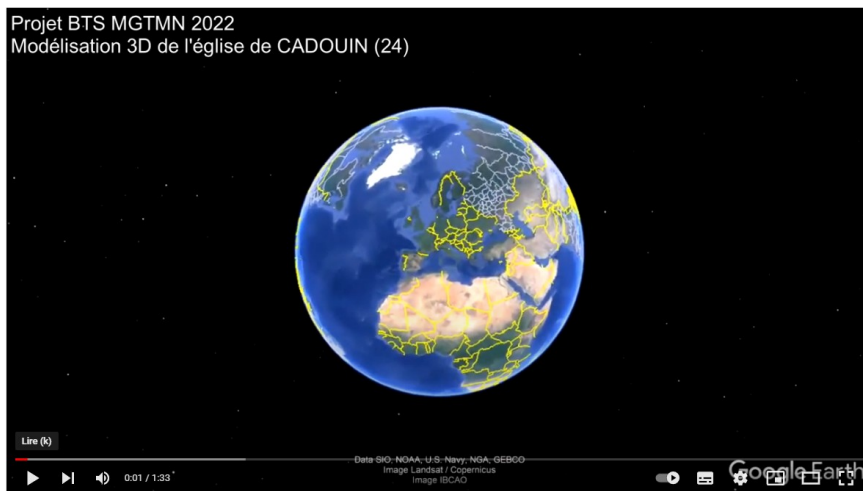 Projet BTS MGTMN 2022
Modélisation 3D de l'église de CADOUIN (24)
Lire (k)
Data SIO, NOAA, U.S. Navy, NGA, GEBCO
Image Landsat / Copernicus
Image IBCAO
0:01 / 1:33
Google Earth